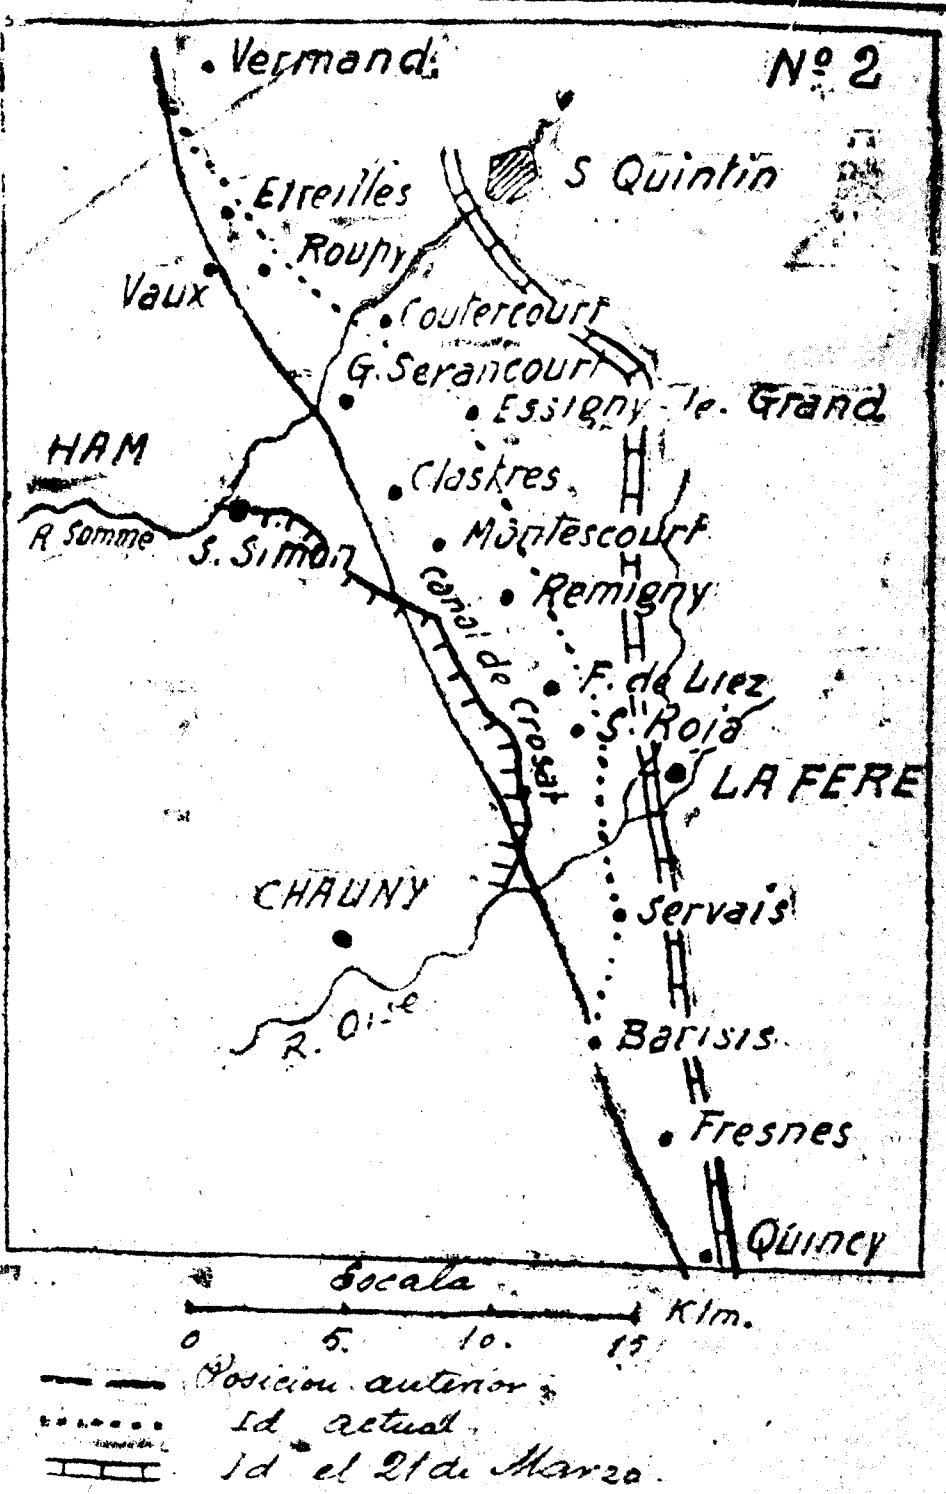 Nº 2
Vermand
S Quintin
Etreilles
Roupy
Vaux
Coutercourt
G. Serancourt
Essigny-le-Grand
HAM
Clastres
R Somme
S. Simon
Montescourt
Remigny
Canal de Crosat
F. de Liez
S. Roia
LA FERE
CHAUNY
Servais
R. Oise
Barisis
Fresnes
Quincy
Escala
0 5. 10. 15 Klm.
Posicion anterior
Id actual
Id el 21 de Marzo.